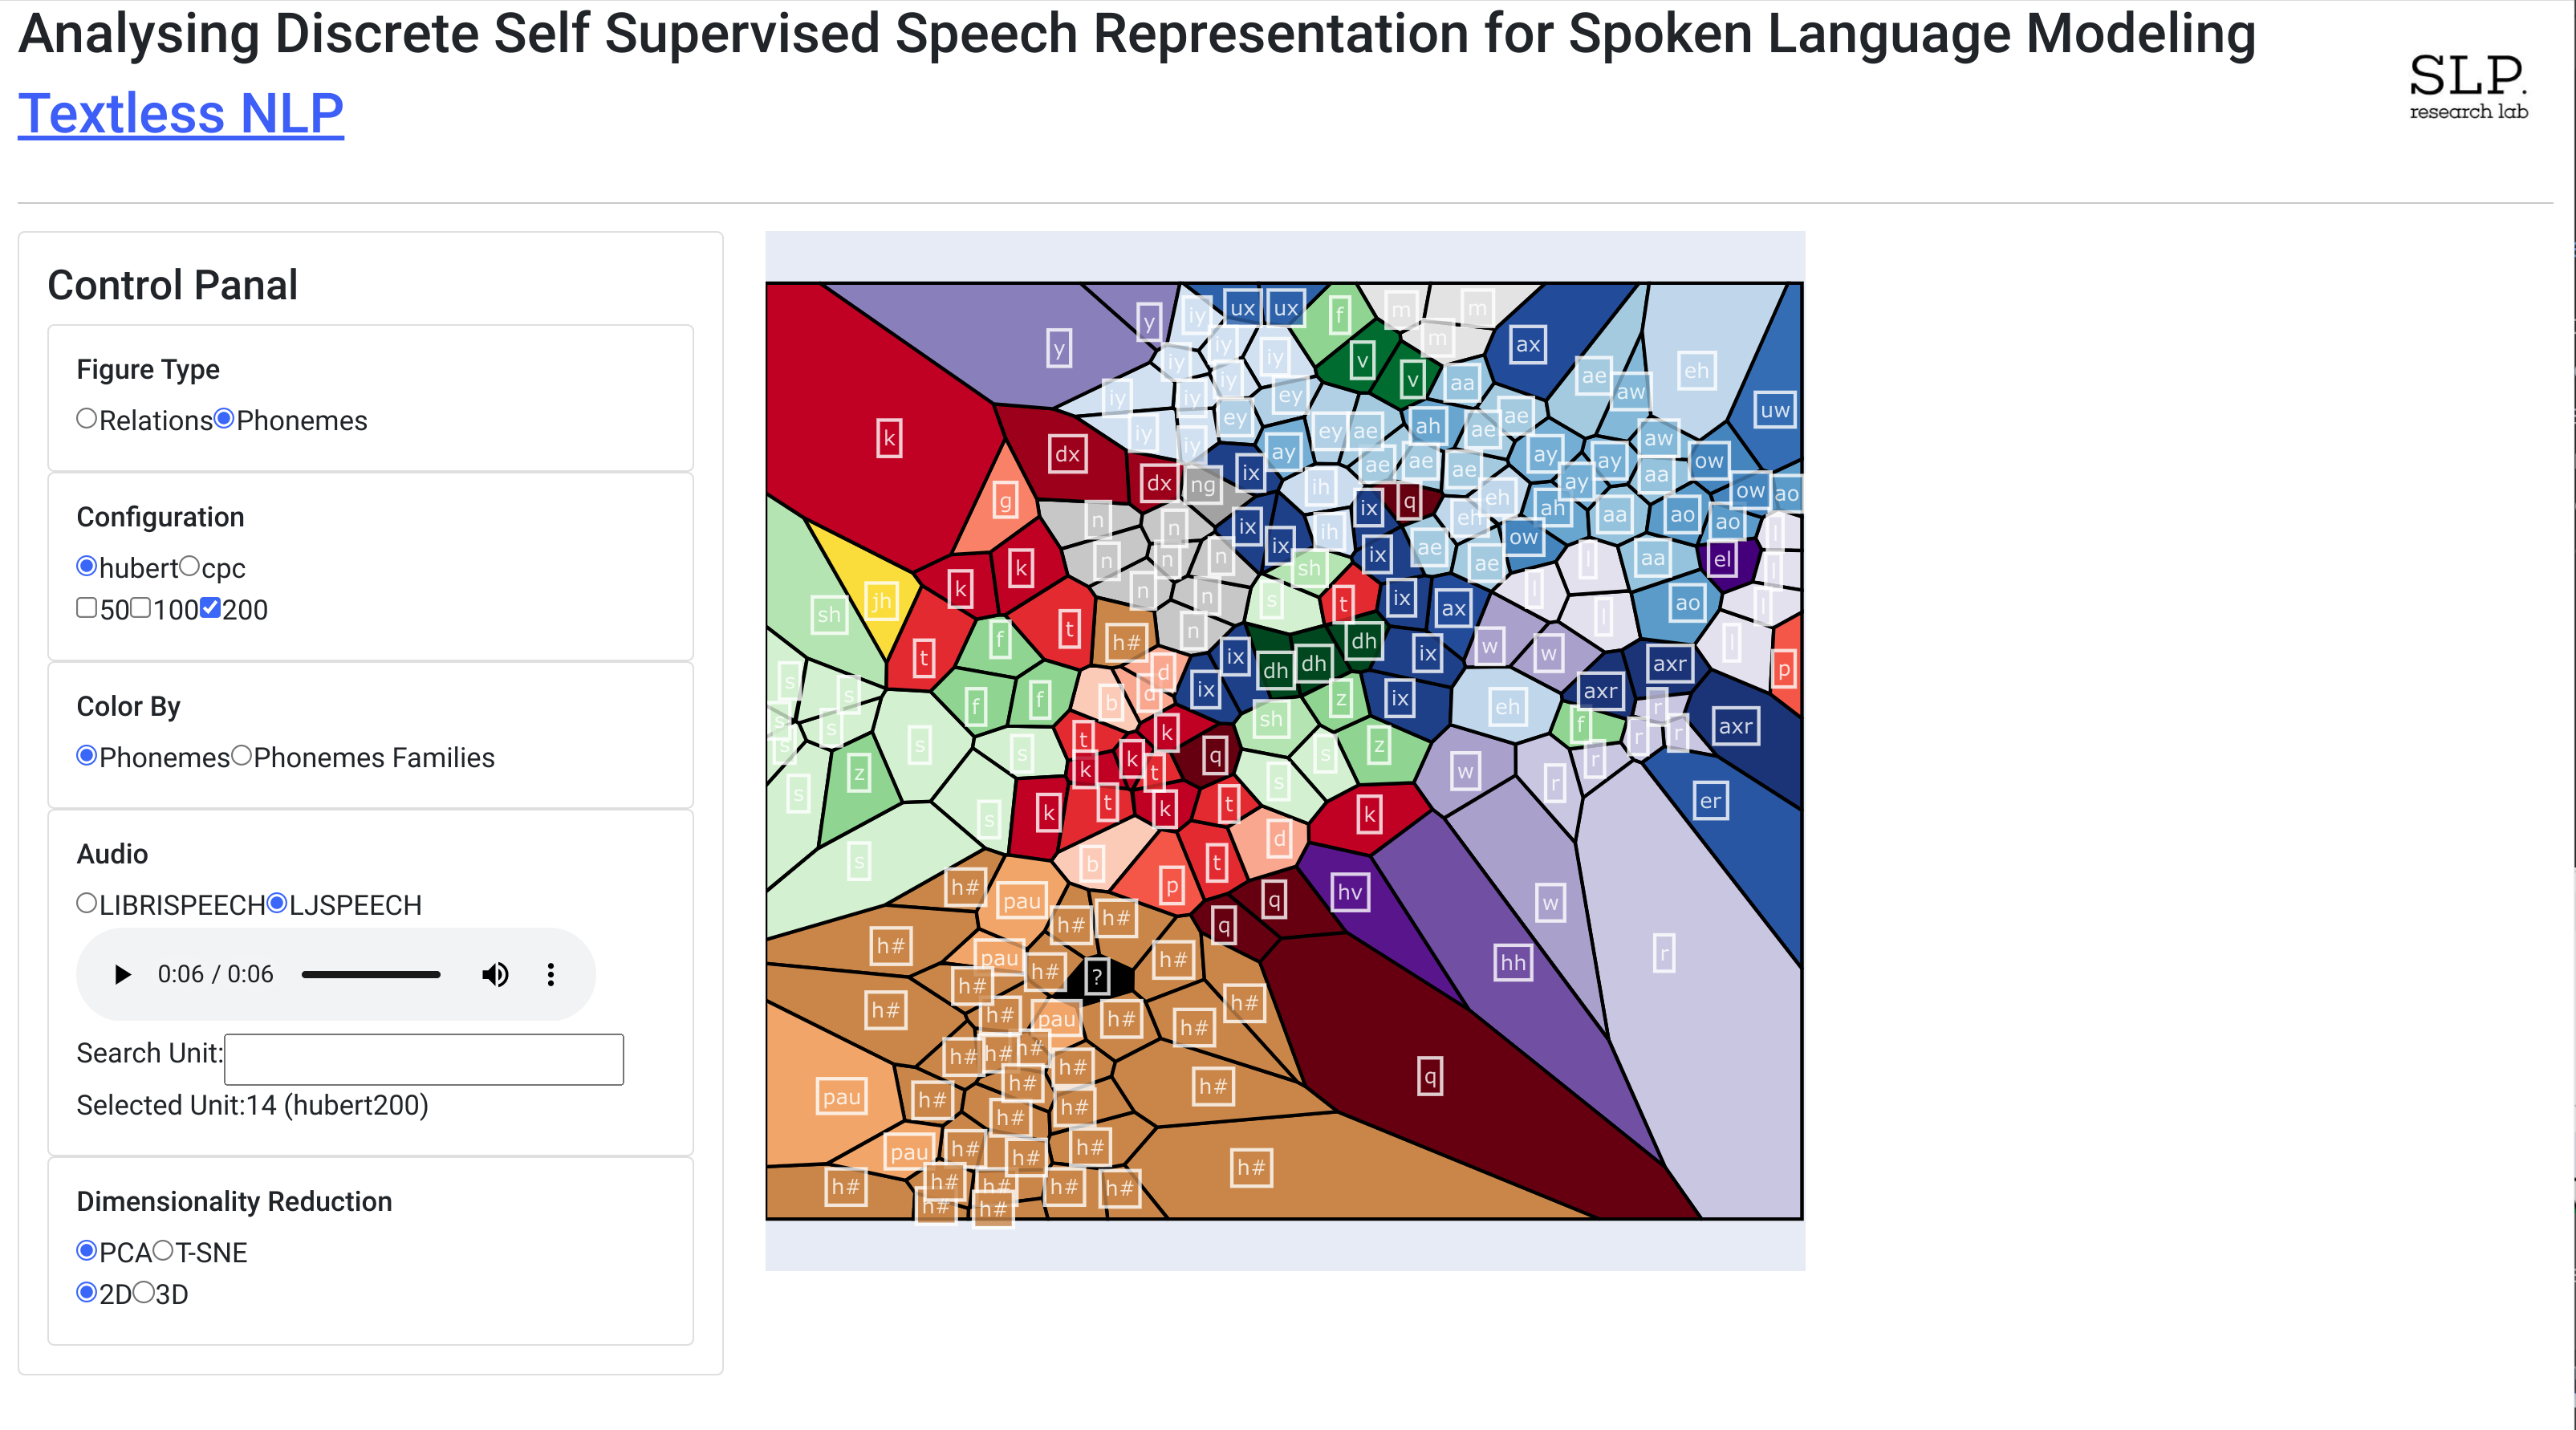 Analysing Discrete Self Supervised Speech Representation for Spoken Language Modeling
Textless NLP
SLP.
research lab
Control Panal
Figure Type
Relations Phonemes
Configuration
hubert cpc
50 100 200
Color By
Phonemes Phonemes Families
Audio
LIBRISPEECH LJSPEECH
0:06 / 0:06
Search Unit:
Selected Unit:14 (hubert200)
Dimensionality Reduction
PCA T-SNE
2D 3D
y y iy ux ux f m m
y iy iy iy m v ax ae eh
iy iy iy ey v aa aw uw
k dx iy iy ey ey ae ah ae ae aw
dx ng ix ay ih ae ae ae ay ay aa ow ow ao
g n n ix ix q eh eh ah aa ao ao l
n n n ix ih ix ae ae ow l aa el l
jh k k n n sh s t ix ax l l ao l
sh t f t h# n dh dh dh ix w w axr l p
s s f f b d d ix ix z ix eh axr r axr
s s s s s t k k q sh s z f r r r
s z s k t k t k t s k w r er
s b p t d hv w
h# pau h# h# q q
h# pau h# h# ? h# hh r
h# h# h# pau h# h# h#
h# h# h# h# q
pau h# h# h# h# h#
pau h# h# h# h#
h# h# h# h# h#
h# h#